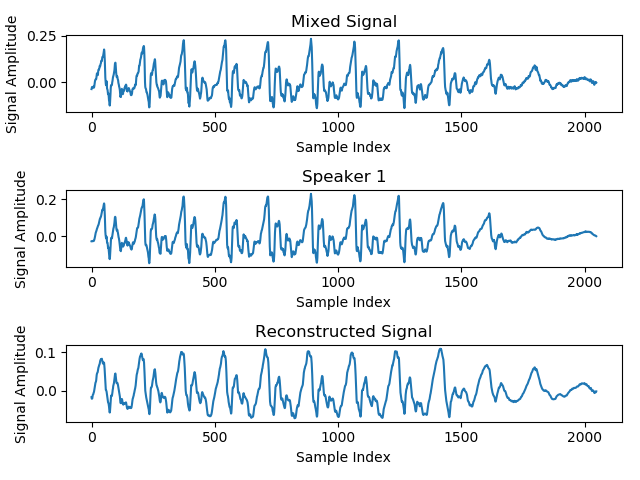 Mixed Signal
Signal Amplitude
0.25
0.00
0 500 1000 1500 2000
Sample Index
Speaker 1
Signal Amplitude
0.2
0.0
0 500 1000 1500 2000
Sample Index
Reconstructed Signal
Signal Amplitude
0.1
0.0
0 500 1000 1500 2000
Sample Index